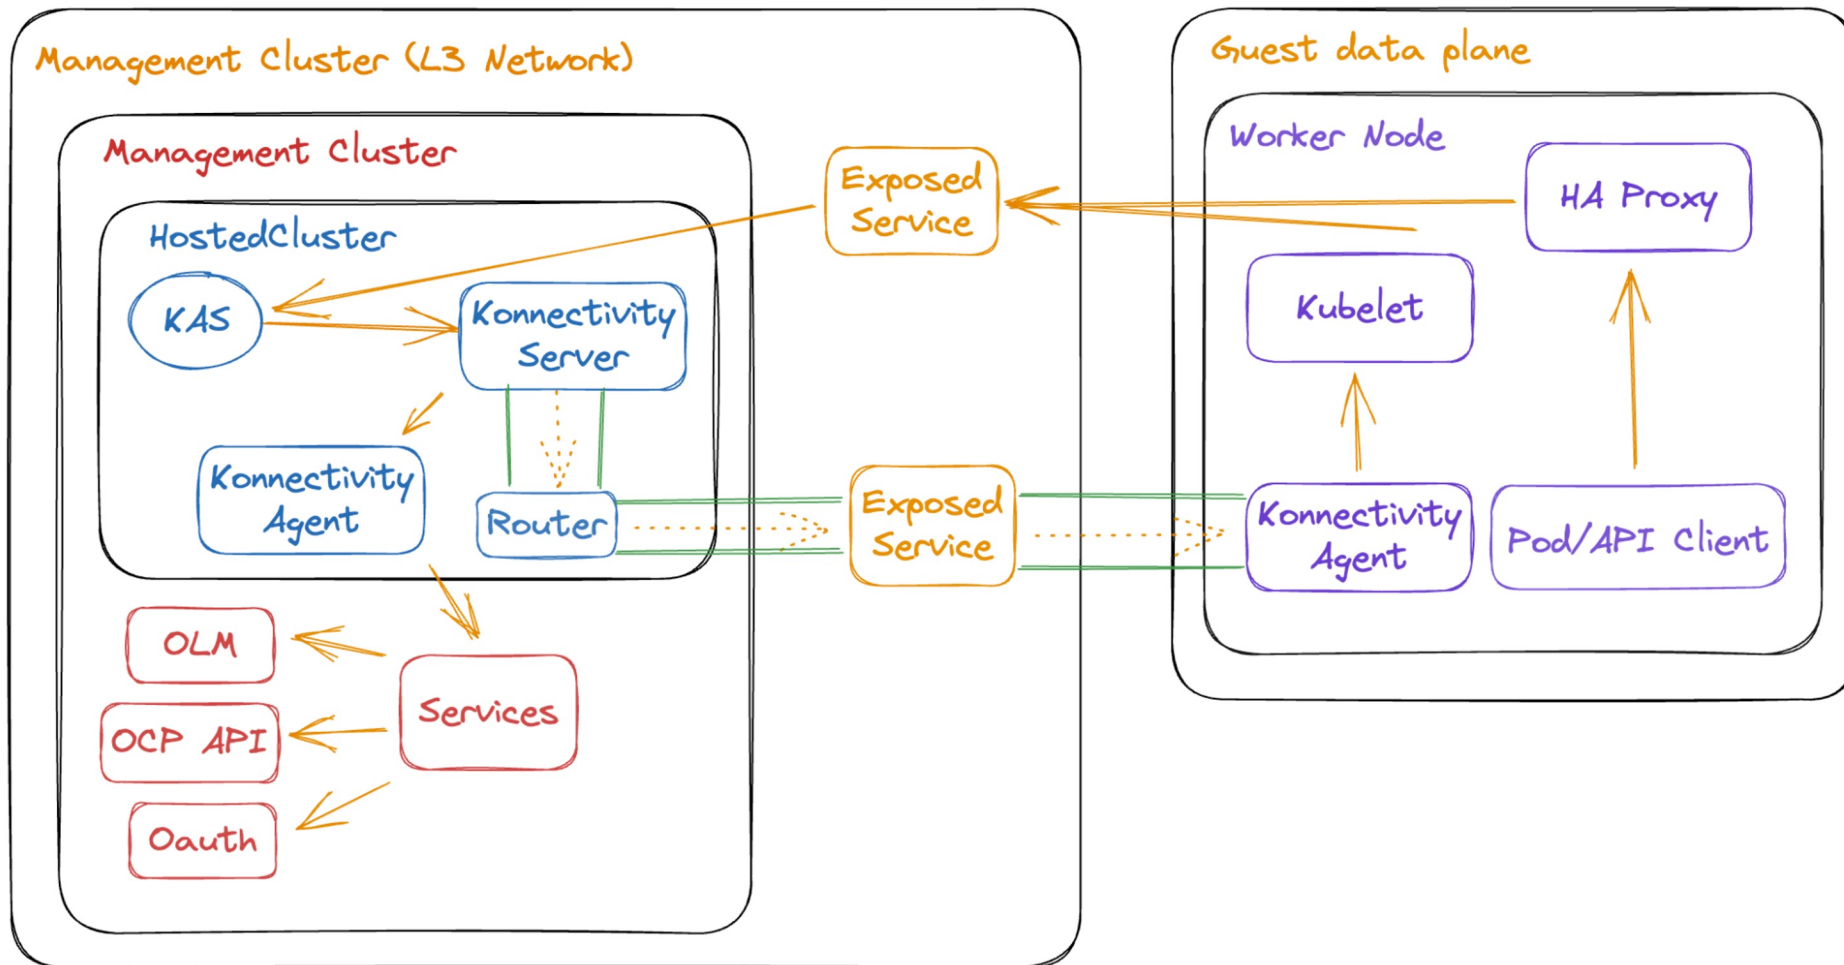 Management Cluster (L3 Network)
Management Cluster
HostedCluster
KAS
Konnectivity
Server
Konnectivity
Agent
Router
OLM
OCP API
Oauth
Services
Exposed
Service
Exposed
Service
Guest data plane
Worker Node
HA Proxy
Kubelet
Konnectivity
Agent
Pod/API Client